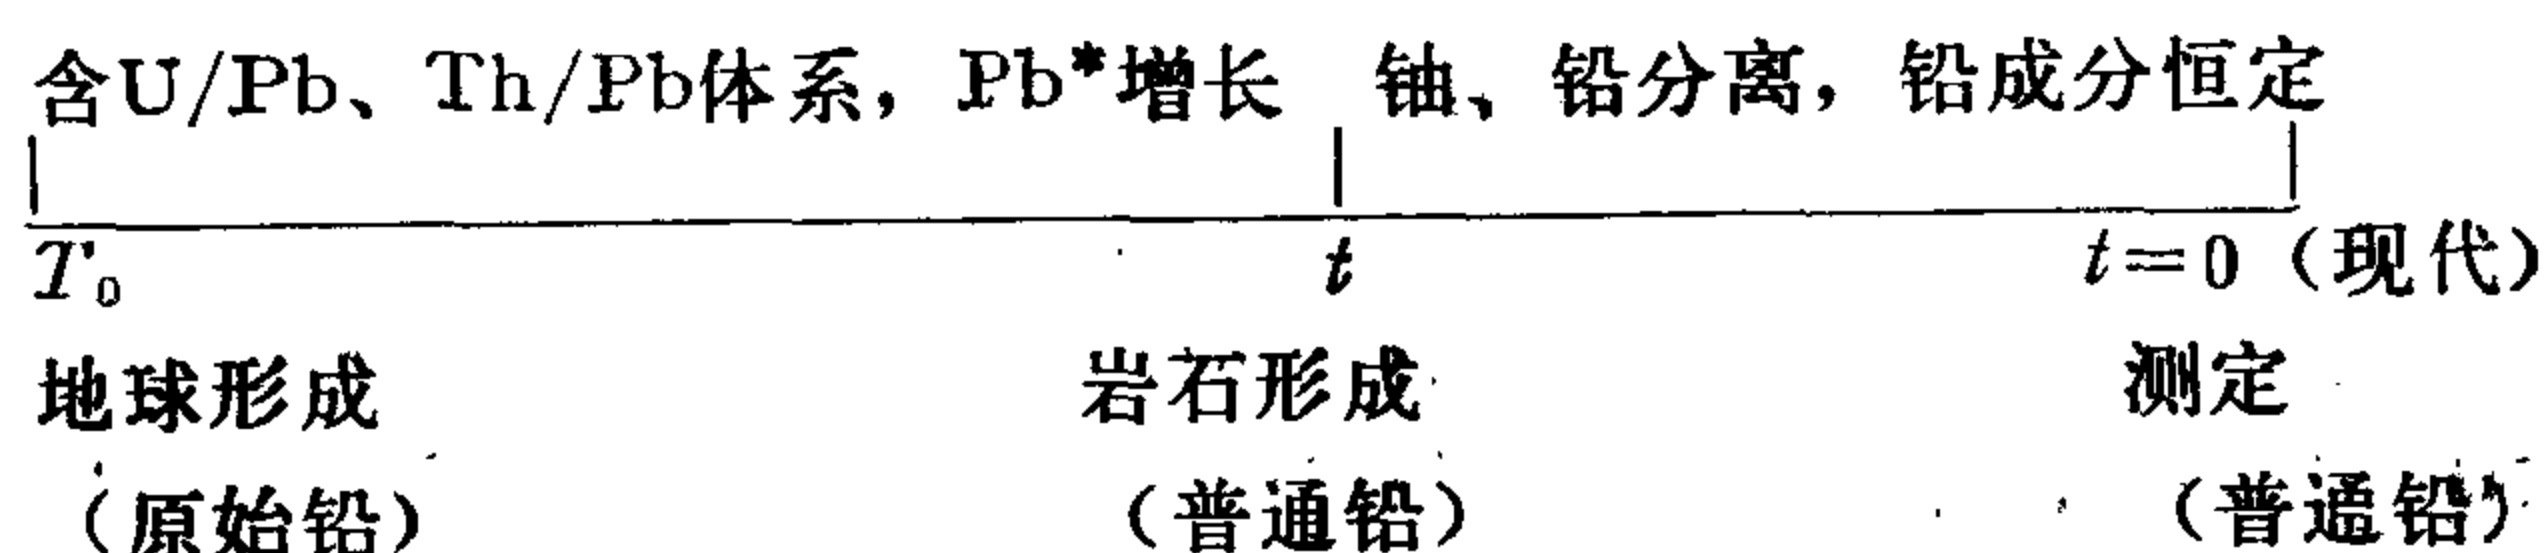 含U/Pb、Th/Pb体系，Pb*增长 铀、铅分离，铅成分恒定
T₀ t t=0（现代）
地球形成 岩石形成 测定
（原始铅） （普通铅） （普通铅）